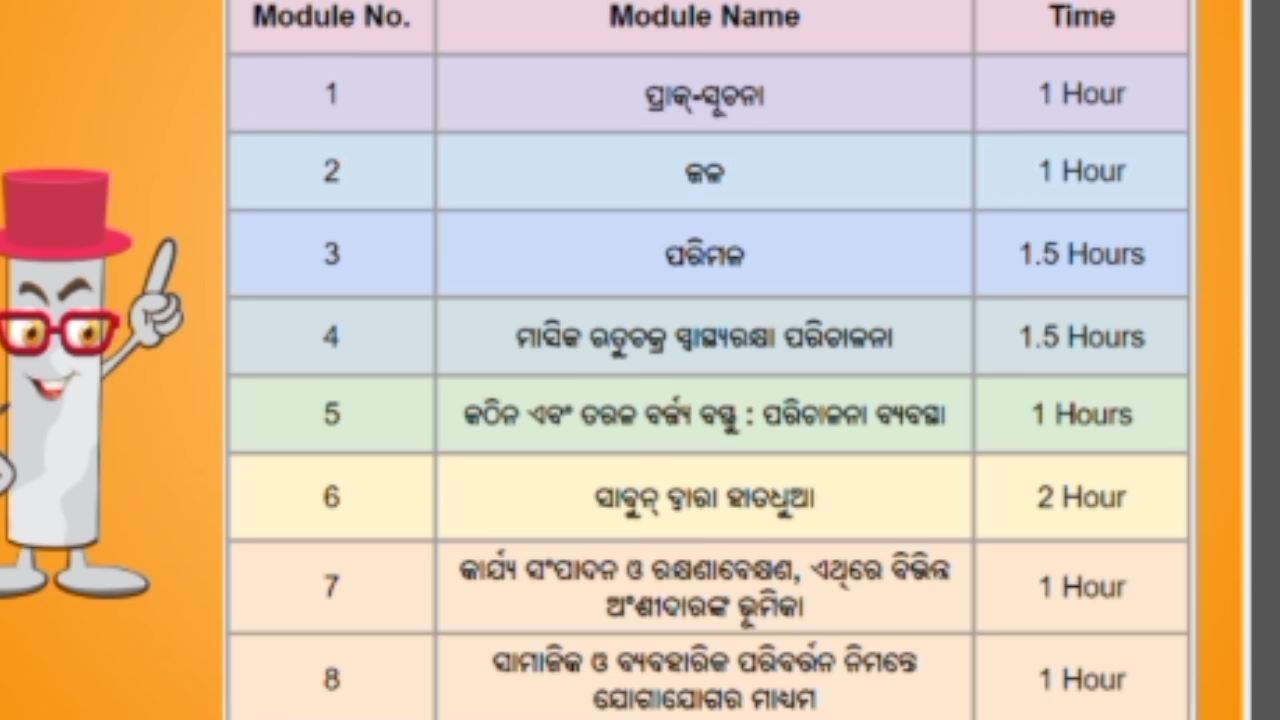 Module No. Module Name Time
1 ପ୍ରାକ୍-ସୂଚନା 1 Hour
2 ଜଳ 1 Hour
3 ପରିମଳ 1.5 Hours
4 ମାସିକ ଋତୁଚକ୍ର ସ୍ୱାସ୍ଥ୍ୟରକ୍ଷା ପରିଚାଳନା 1.5 Hours
5 କଠିନ ଏବଂ ତରଳ ବର୍ଜ୍ୟ ବସ୍ତୁ : ପରିଚାଳନା ବ୍ୟବସ୍ଥା 1 Hours
6 ସାବୁନ୍ ଦ୍ୱାରା ହାତଧୁଆ 2 Hour
7 କାର୍ଯ୍ୟ ସଂପାଦନ ଓ ରକ୍ଷଣାବେକ୍ଷଣ, ଏଥିରେ ବିଭିନ୍ନ
ଅଂଶୀଦାରଙ୍କ ଭୂମିକା 1 Hour
8 ସାମାଜିକ ଓ ବ୍ୟବହାରିକ ପରିବର୍ତ୍ତନ ନିମନ୍ତେ
ଯୋଗାଯୋଗର ମାଧ୍ୟମ 1 Hour